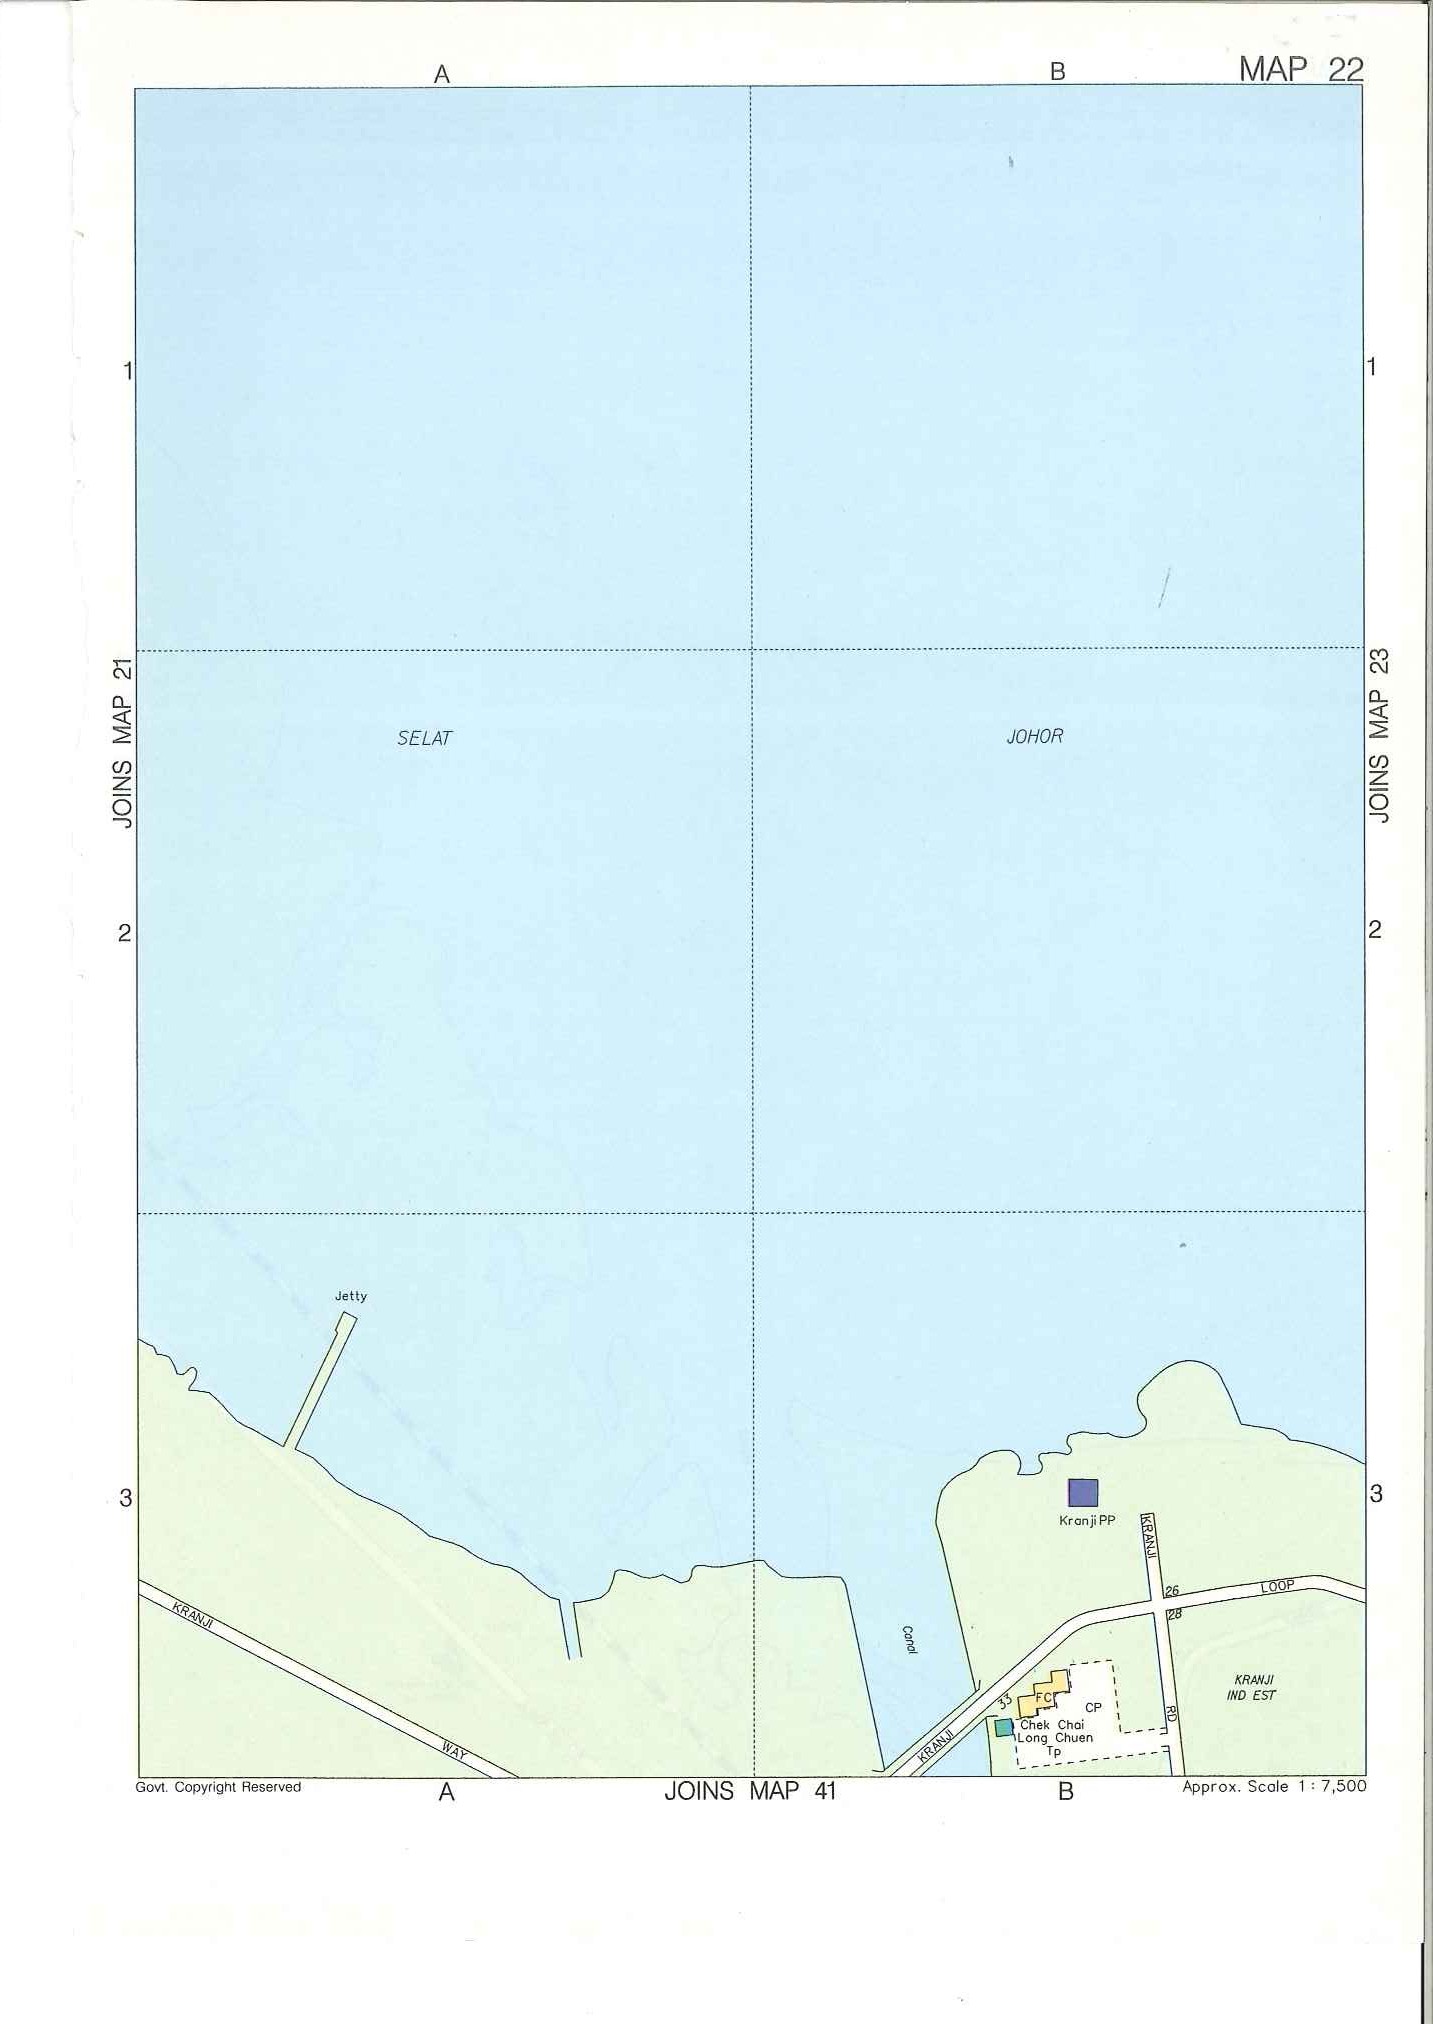 A
B
MAP 22
1
1
JOINS MAP 21
JOINS MAP 23
SELAT
JOHOR
2
2
Jetty
3
3
Kranji PP
KRANJI
26
LOOP
28
KRANJI
Canal
KRANJI
IND EST
33
FC
CP
RD
Chek Chai
Long Chuen
Tp
KRANJI
WAY
Govt. Copyright Reserved
A
JOINS MAP 41
B
Approx. Scale 1 : 7,500